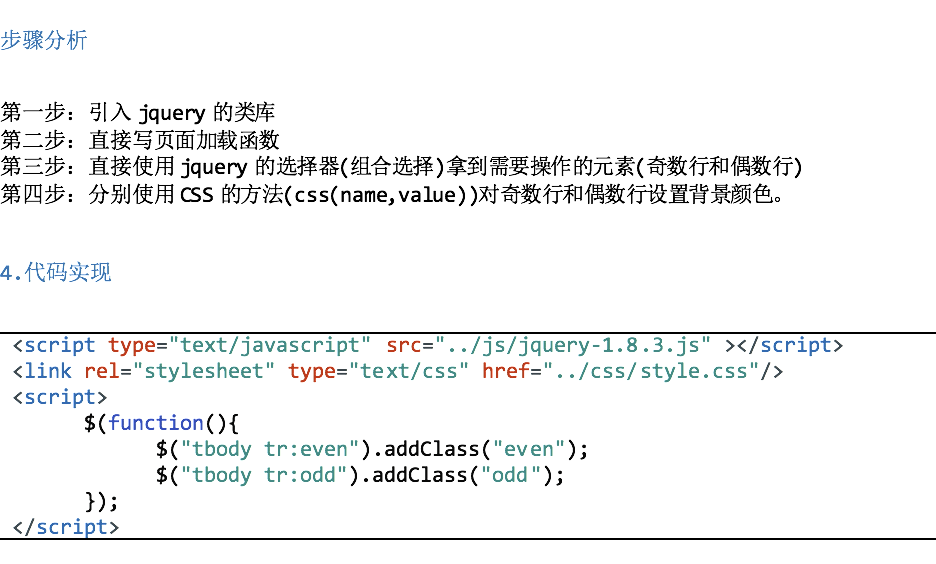 步骤分析
第一步：引入 jquery 的类库
第二步：直接写页面加载函数
第三步：直接使用 jquery 的选择器(组合选择)拿到需要操作的元素(奇数行和偶数行)
第四步：分别使用 CSS 的方法(css(name,value))对奇数行和偶数行设置背景颜色。
4.代码实现
<script type="text/javascript" src="../js/jquery-1.8.3.js" ></script>
<link rel="stylesheet" type="text/css" href="../css/style.css"/>
<script>
$(function(){
$("tbody tr:even").addClass("even");
$("tbody tr:odd").addClass("odd");
});
</script>